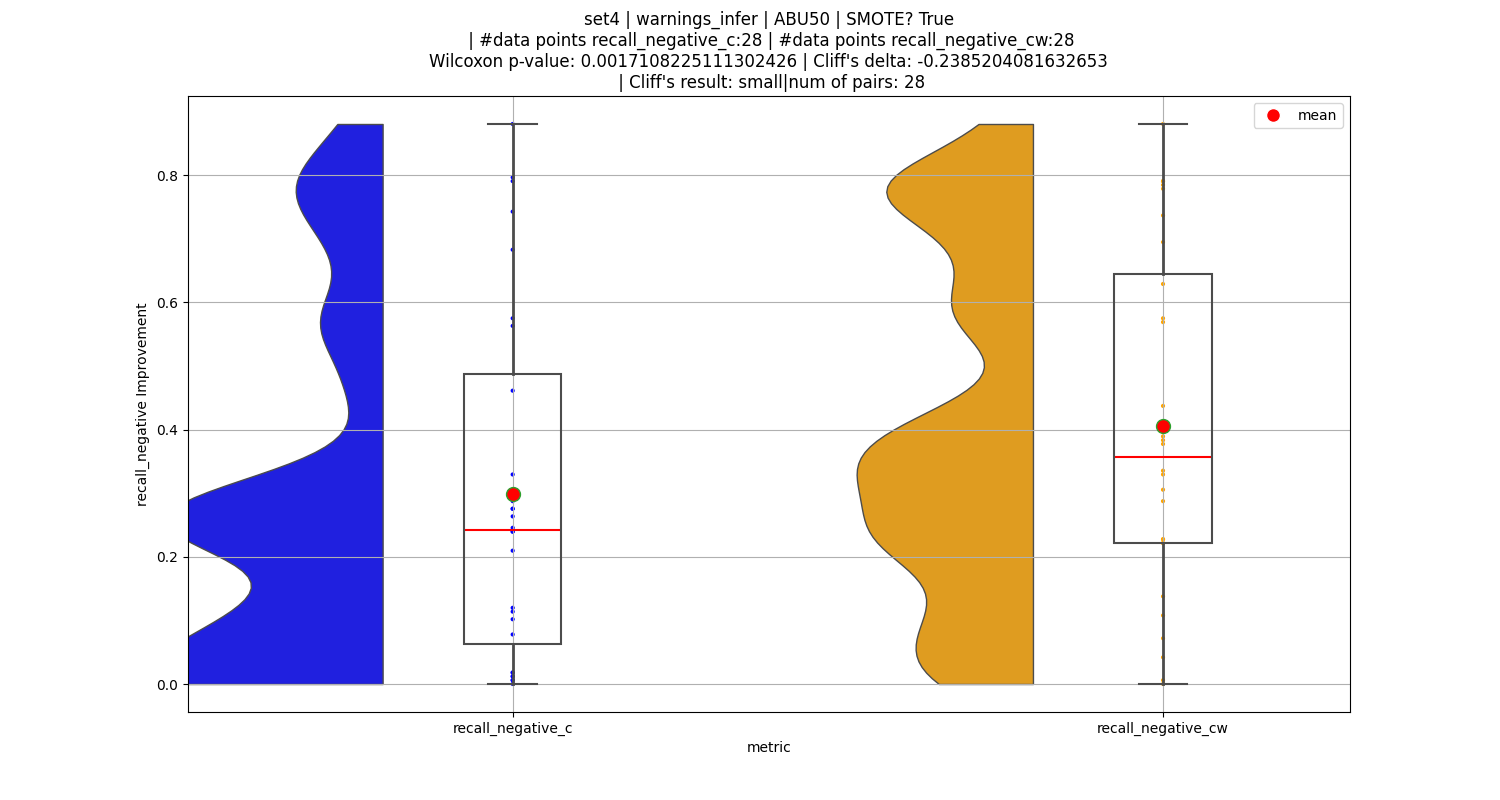 set4 | warnings_infer | ABU50 | SMOTE? True
| #data points recall_negative_c:28 | #data points recall_negative_cw:28
Wilcoxon p-value: 0.0017108225111302426 | Cliff's delta: -0.2385204081632653
| Cliff's result: small|num of pairs: 28
mean
0.8
0.6
0.4
0.2
0.0
recall_negative Improvement
recall_negative_c
recall_negative_cw
metric